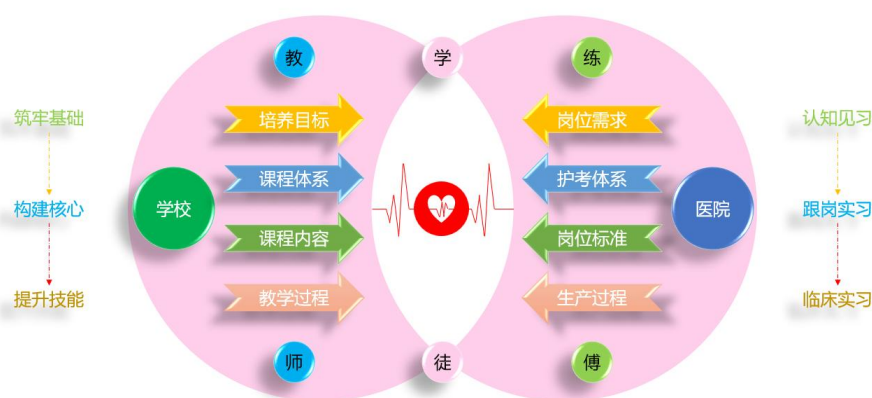 教 学 练
筑牢基础 培养目标 岗位需求 认知见习
课程体系 护考体系
构建核心 学校 医院 跟岗实习
课程内容 岗位标准
提升技能 教学过程 生产过程 临床实习
师 徒 傅